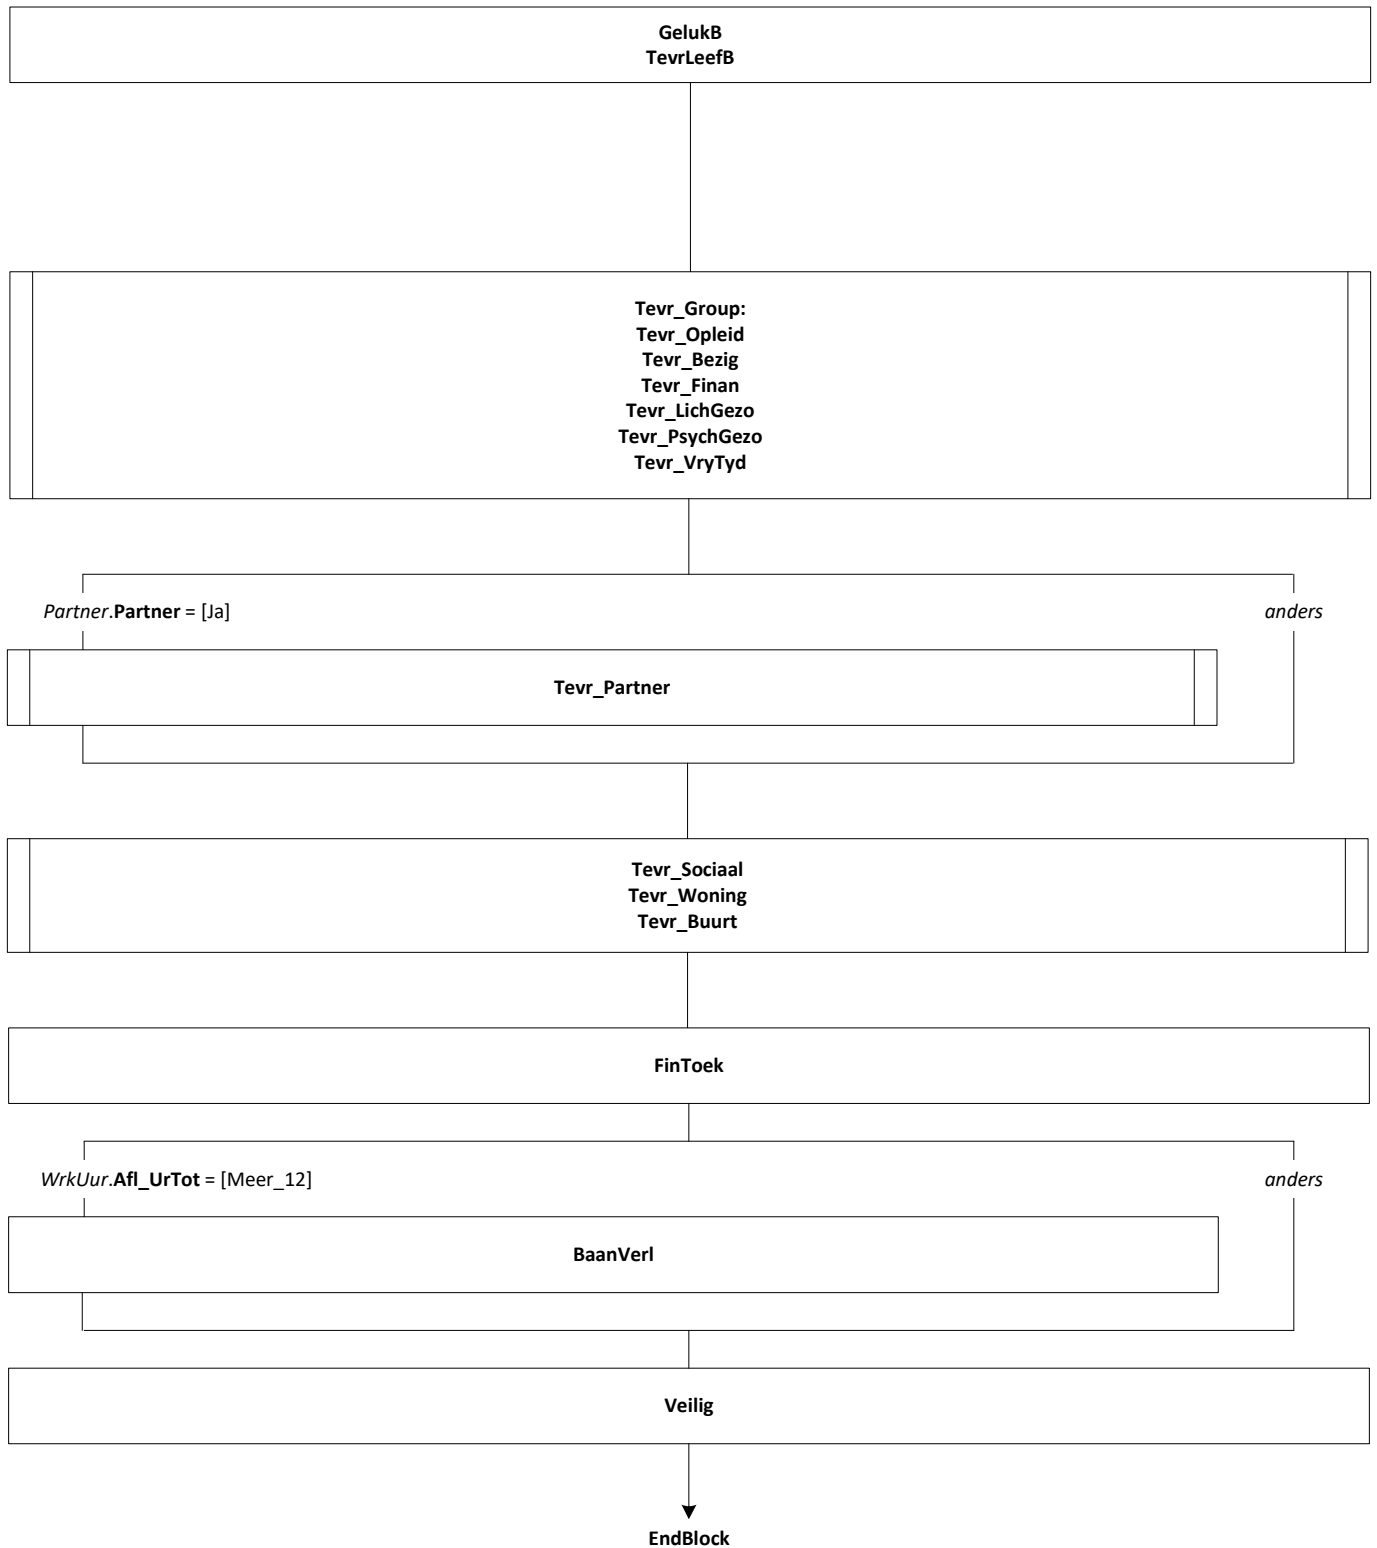 GelukB
TevrLeefB
Tevr_Group:
Tevr_Opleid
Tevr_Bezig
Tevr_Finan
Tevr_LichGezo
Tevr_PsychGezo
Tevr_VryTyd
Partner.Partner = [Ja]
anders
Tevr_Partner
Tevr_Sociaal
Tevr_Woning
Tevr_Buurt
FinToek
WrkUur.Afl_UrTot = [Meer_12]
anders
BaanVerl
Veilig
EndBlock